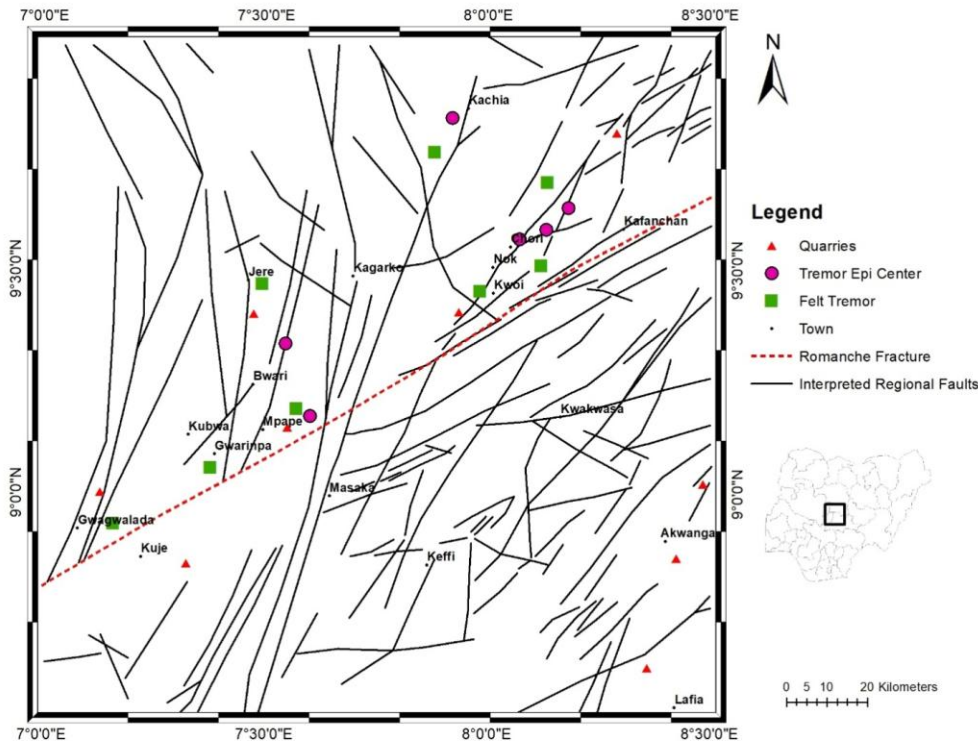 7°0'0"E
7°30'0"E
8°0'0"E
8°30'0"E
N
Kachia
Kafanchan
Chori
Nok
9°30'0"N
9°30'0"N
Kagarko
Jere
Kwoi
Bwari
Kwakwasa
Mpape
Kubwa
Gwarinpa
Masaka
9°0'0"N
9°0'0"N
Gwagwalada
Akwanga
Kuje
Keffi
Lafia
7°0'0"E
7°30'0"E
8°0'0"E
8°30'0"E
Legend
Quarries
Tremor Epi Center
Felt Tremor
Town
Romanche Fracture
Interpreted Regional Faults
0 5 10 20 Kilometers